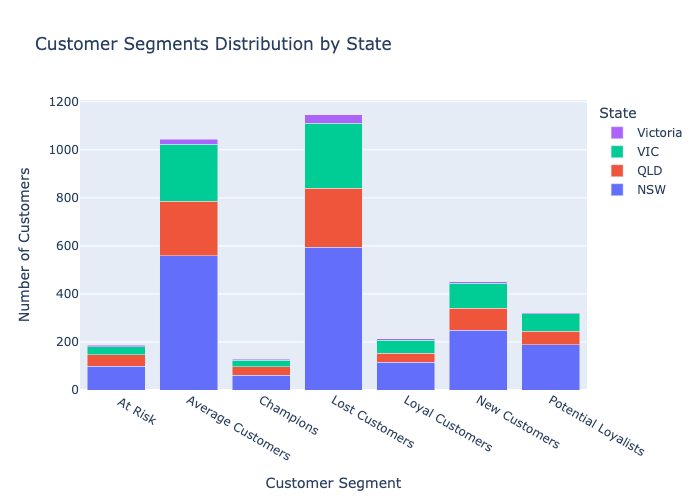 Customer Segments Distribution by State
State
Victoria
VIC
QLD
NSW
Number of Customers
1200
1000
800
600
400
200
0
At Risk
Average Customers
Champions
Lost Customers
Loyal Customers
New Customers
Potential Loyalists
Customer Segment